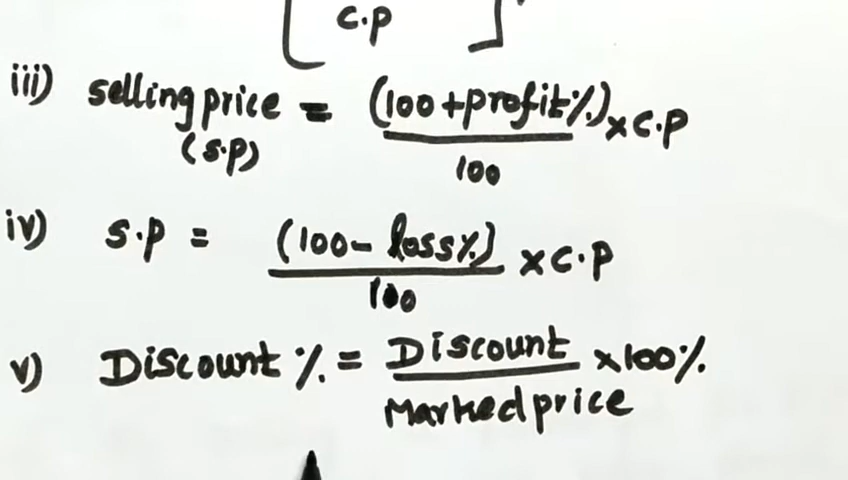 C.P
iii) selling price = (100+profit%) × C.P
(S.P) 100
iv) S.P = (100- loss%) × C.P
100
v) Discount % = Discount ×100%
Marked price